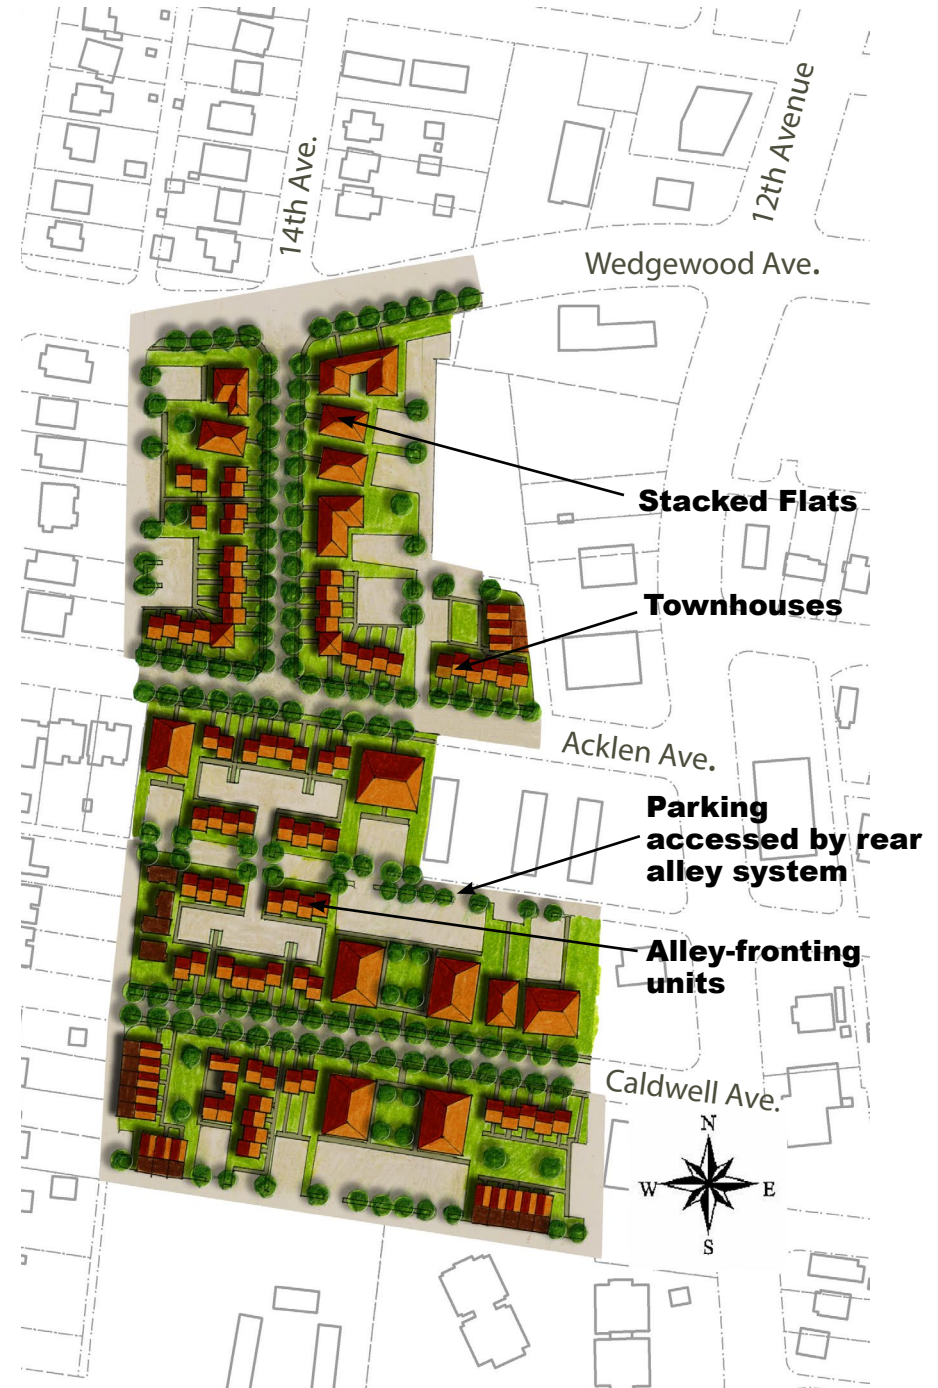 12th Avenue
14th Ave.
Wedgewood Ave.
Stacked Flats
Townhouses
Acklen Ave.
Parking
accessed by rear
alley system
Alley-fronting
units
Caldwell Ave.
N
W E
S